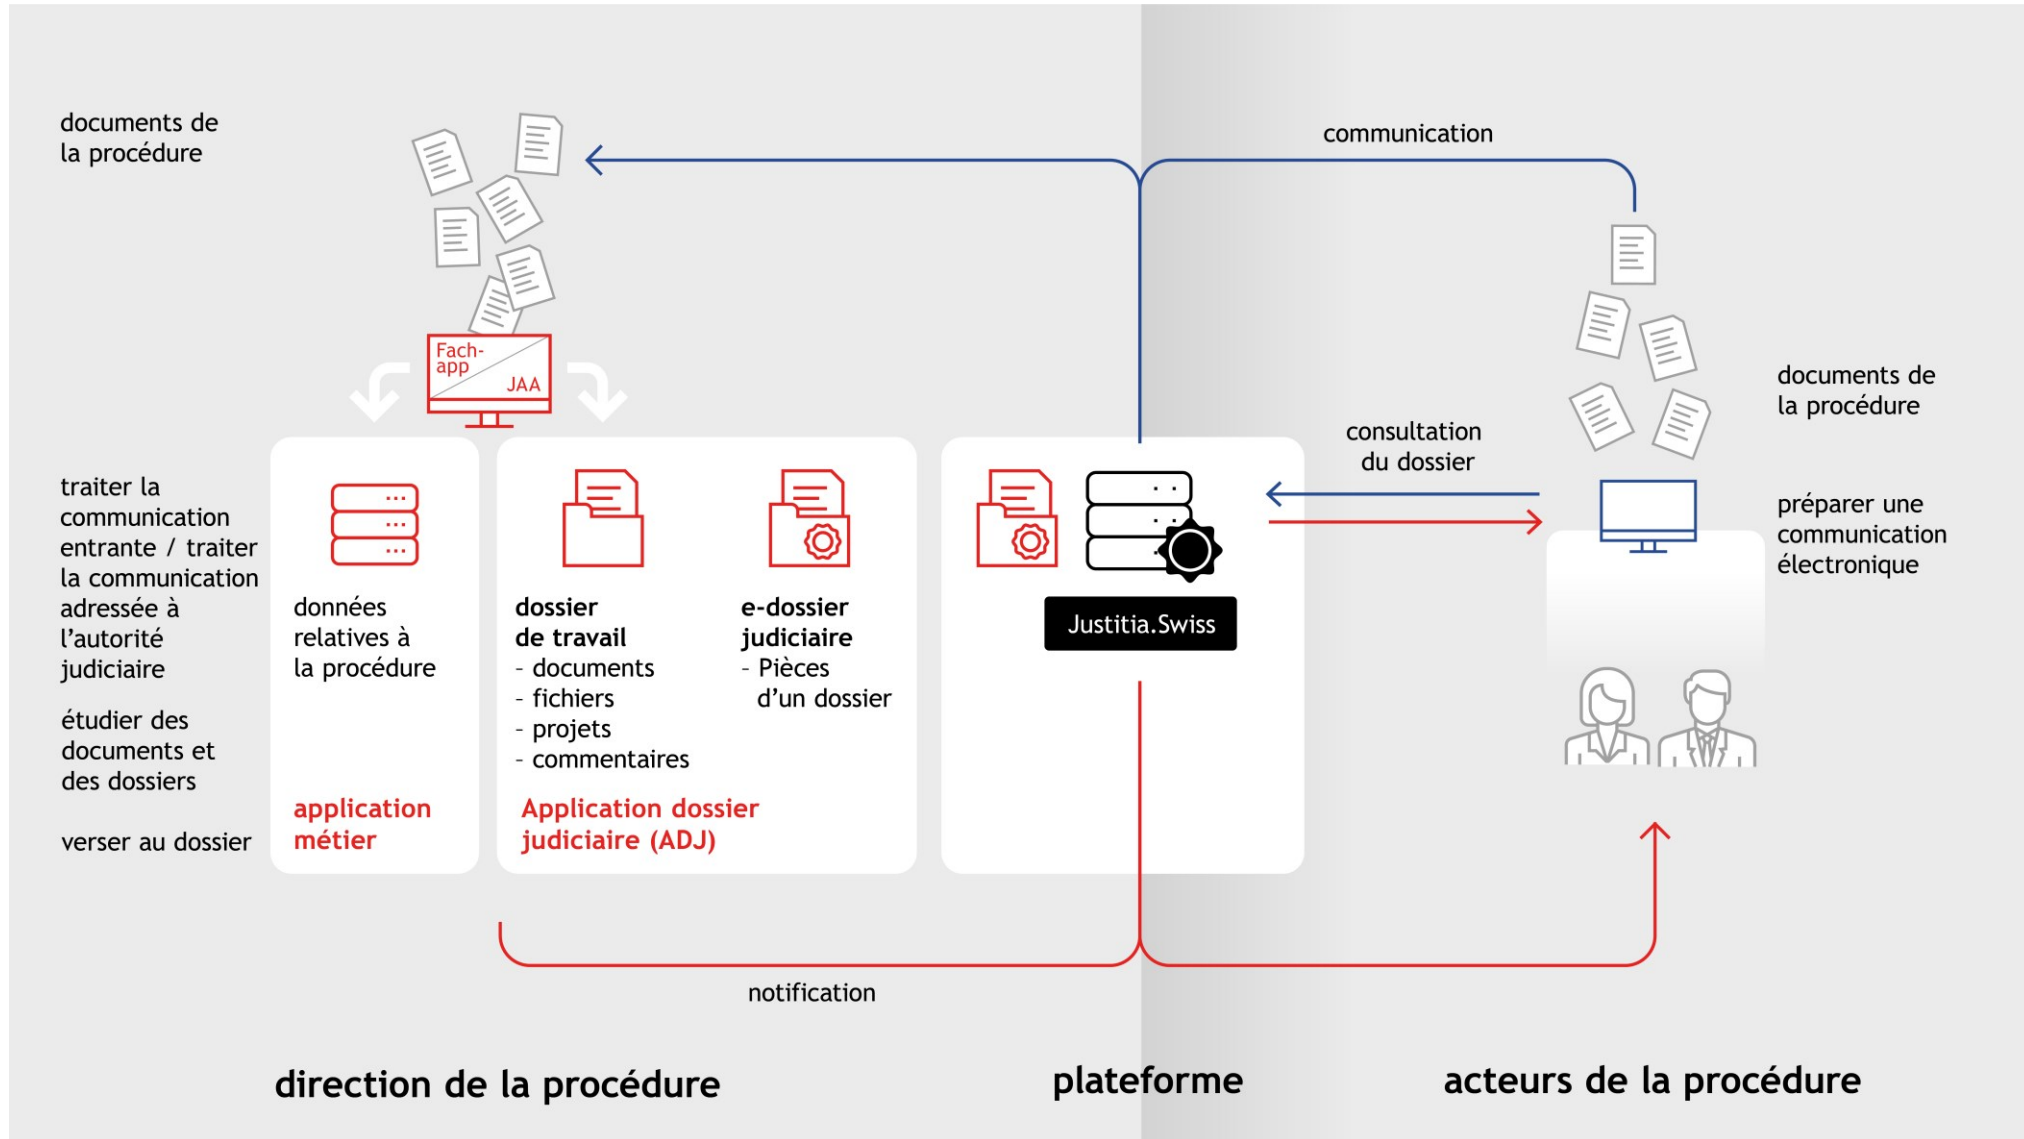 documents de
la procédure
communication
Fach-
app
JAA
documents de
la procédure
consultation
du dossier
traiter la
communication
entrante / traiter
la communication
adressée à
l'autorité
judiciaire
étudier des
documents et
des dossiers
verser au dossier
données
relatives à
la procédure
application
métier
dossier
de travail
- documents
- fichiers
- projets
- commentaires
e-dossier
judiciaire
- Pièces
d'un dossier
Application dossier
judiciaire (ADJ)
Justitia.Swiss
préparer une
communication
électronique
notification
direction de la procédure
plateforme
acteurs de la procédure